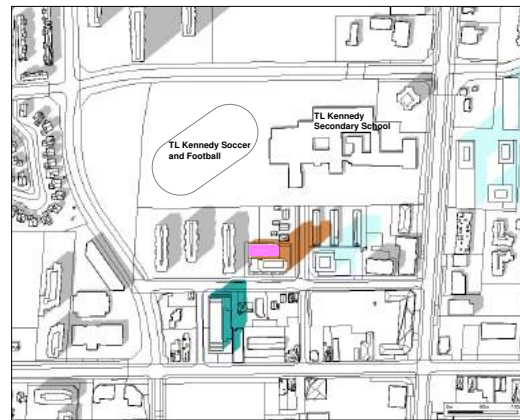 TL Kennedy
Secondary School
TL Kennedy Soccer
and Football